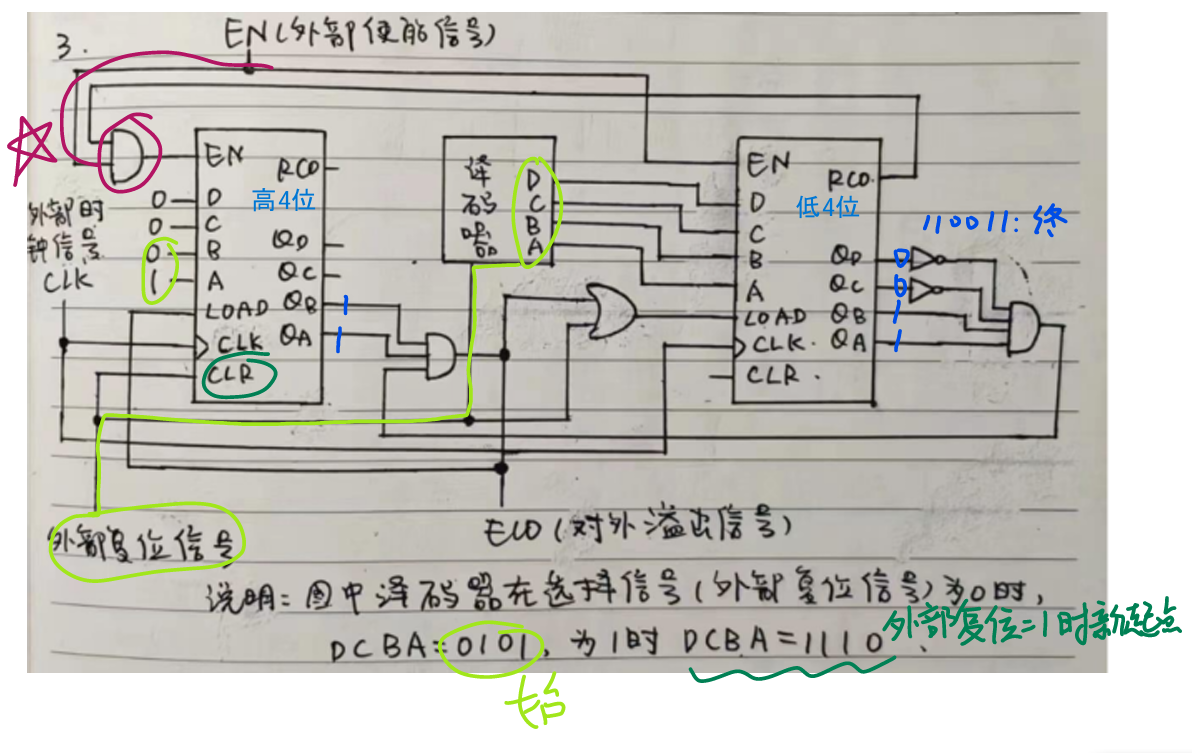 3.
EN(外部使能信号)
EN
RCO
D
C
B
A
LOAD
CLK
CLR
QD
QC
QB
QA
高4位
0
0
0
1
外部时
钟信号
CLK
1
1
译
码
器
D
C
B
A
EN
RCO
D
C
B
A
LOAD
CLK
CLR
QD
QC
QB
QA
低4位
0
0
1
1
110011:终
外部复位信号
ECO(对外溢出信号)
说明:图中译码器在选择信号(外部复位信号)为0时,
DCBA=0101,为1时 DCBA=1110.
外部复位=1时新起点
始